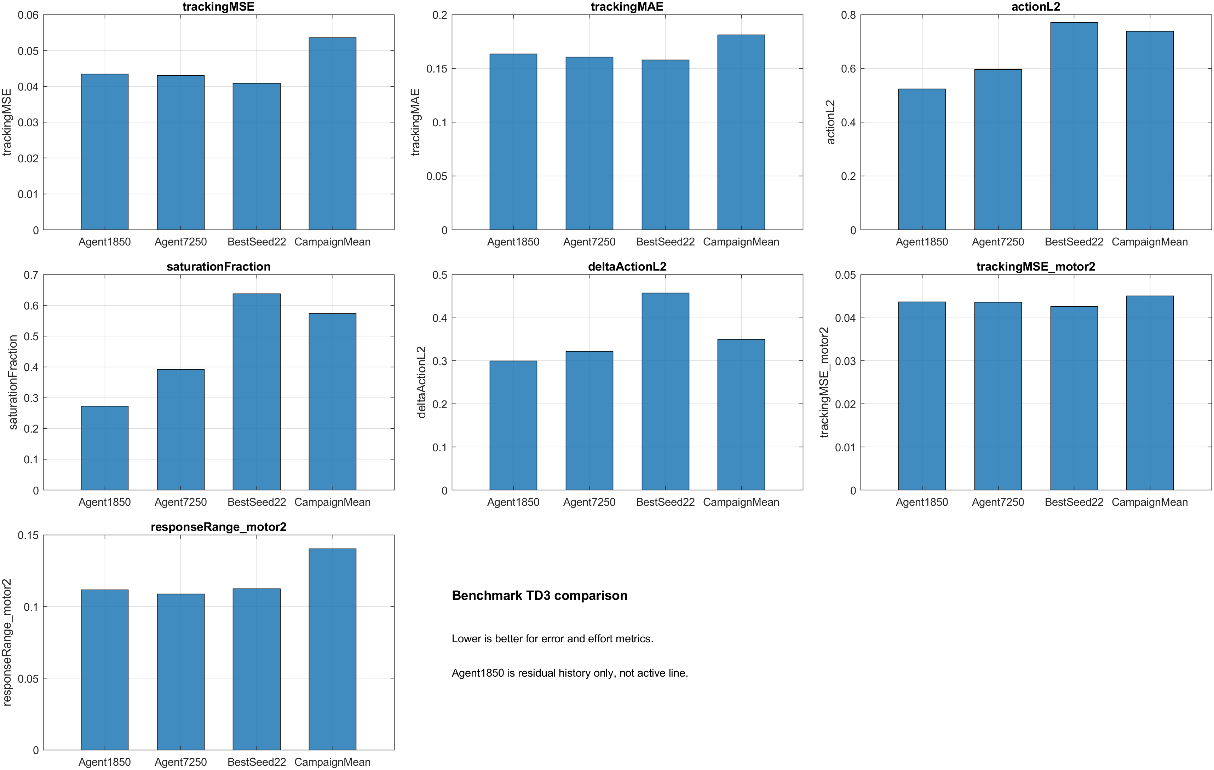 trackingMSE
0.06
0.05
0.04
0.03
0.02
0.01
0
trackingMSE
Agent1850 Agent7250 BestSeed22 CampaignMean
trackingMAE
0.2
0.15
0.1
0.05
0
trackingMAE
Agent1850 Agent7250 BestSeed22 CampaignMean
actionL2
0.8
0.6
0.4
0.2
0
actionL2
Agent1850 Agent7250 BestSeed22 CampaignMean
saturationFraction
0.7
0.6
0.5
0.4
0.3
0.2
0.1
0
saturationFraction
Agent1850 Agent7250 BestSeed22 CampaignMean
deltaActionL2
0.5
0.4
0.3
0.2
0.1
0
deltaActionL2
Agent1850 Agent7250 BestSeed22 CampaignMean
trackingMSE_motor2
0.05
0.04
0.03
0.02
0.01
0
trackingMSE_motor2
Agent1850 Agent7250 BestSeed22 CampaignMean
responseRange_motor2
0.15
0.1
0.05
0
responseRange_motor2
Agent1850 Agent7250 BestSeed22 CampaignMean
Benchmark TD3 comparison
Lower is better for error and effort metrics.
Agent1850 is residual history only, not active line.